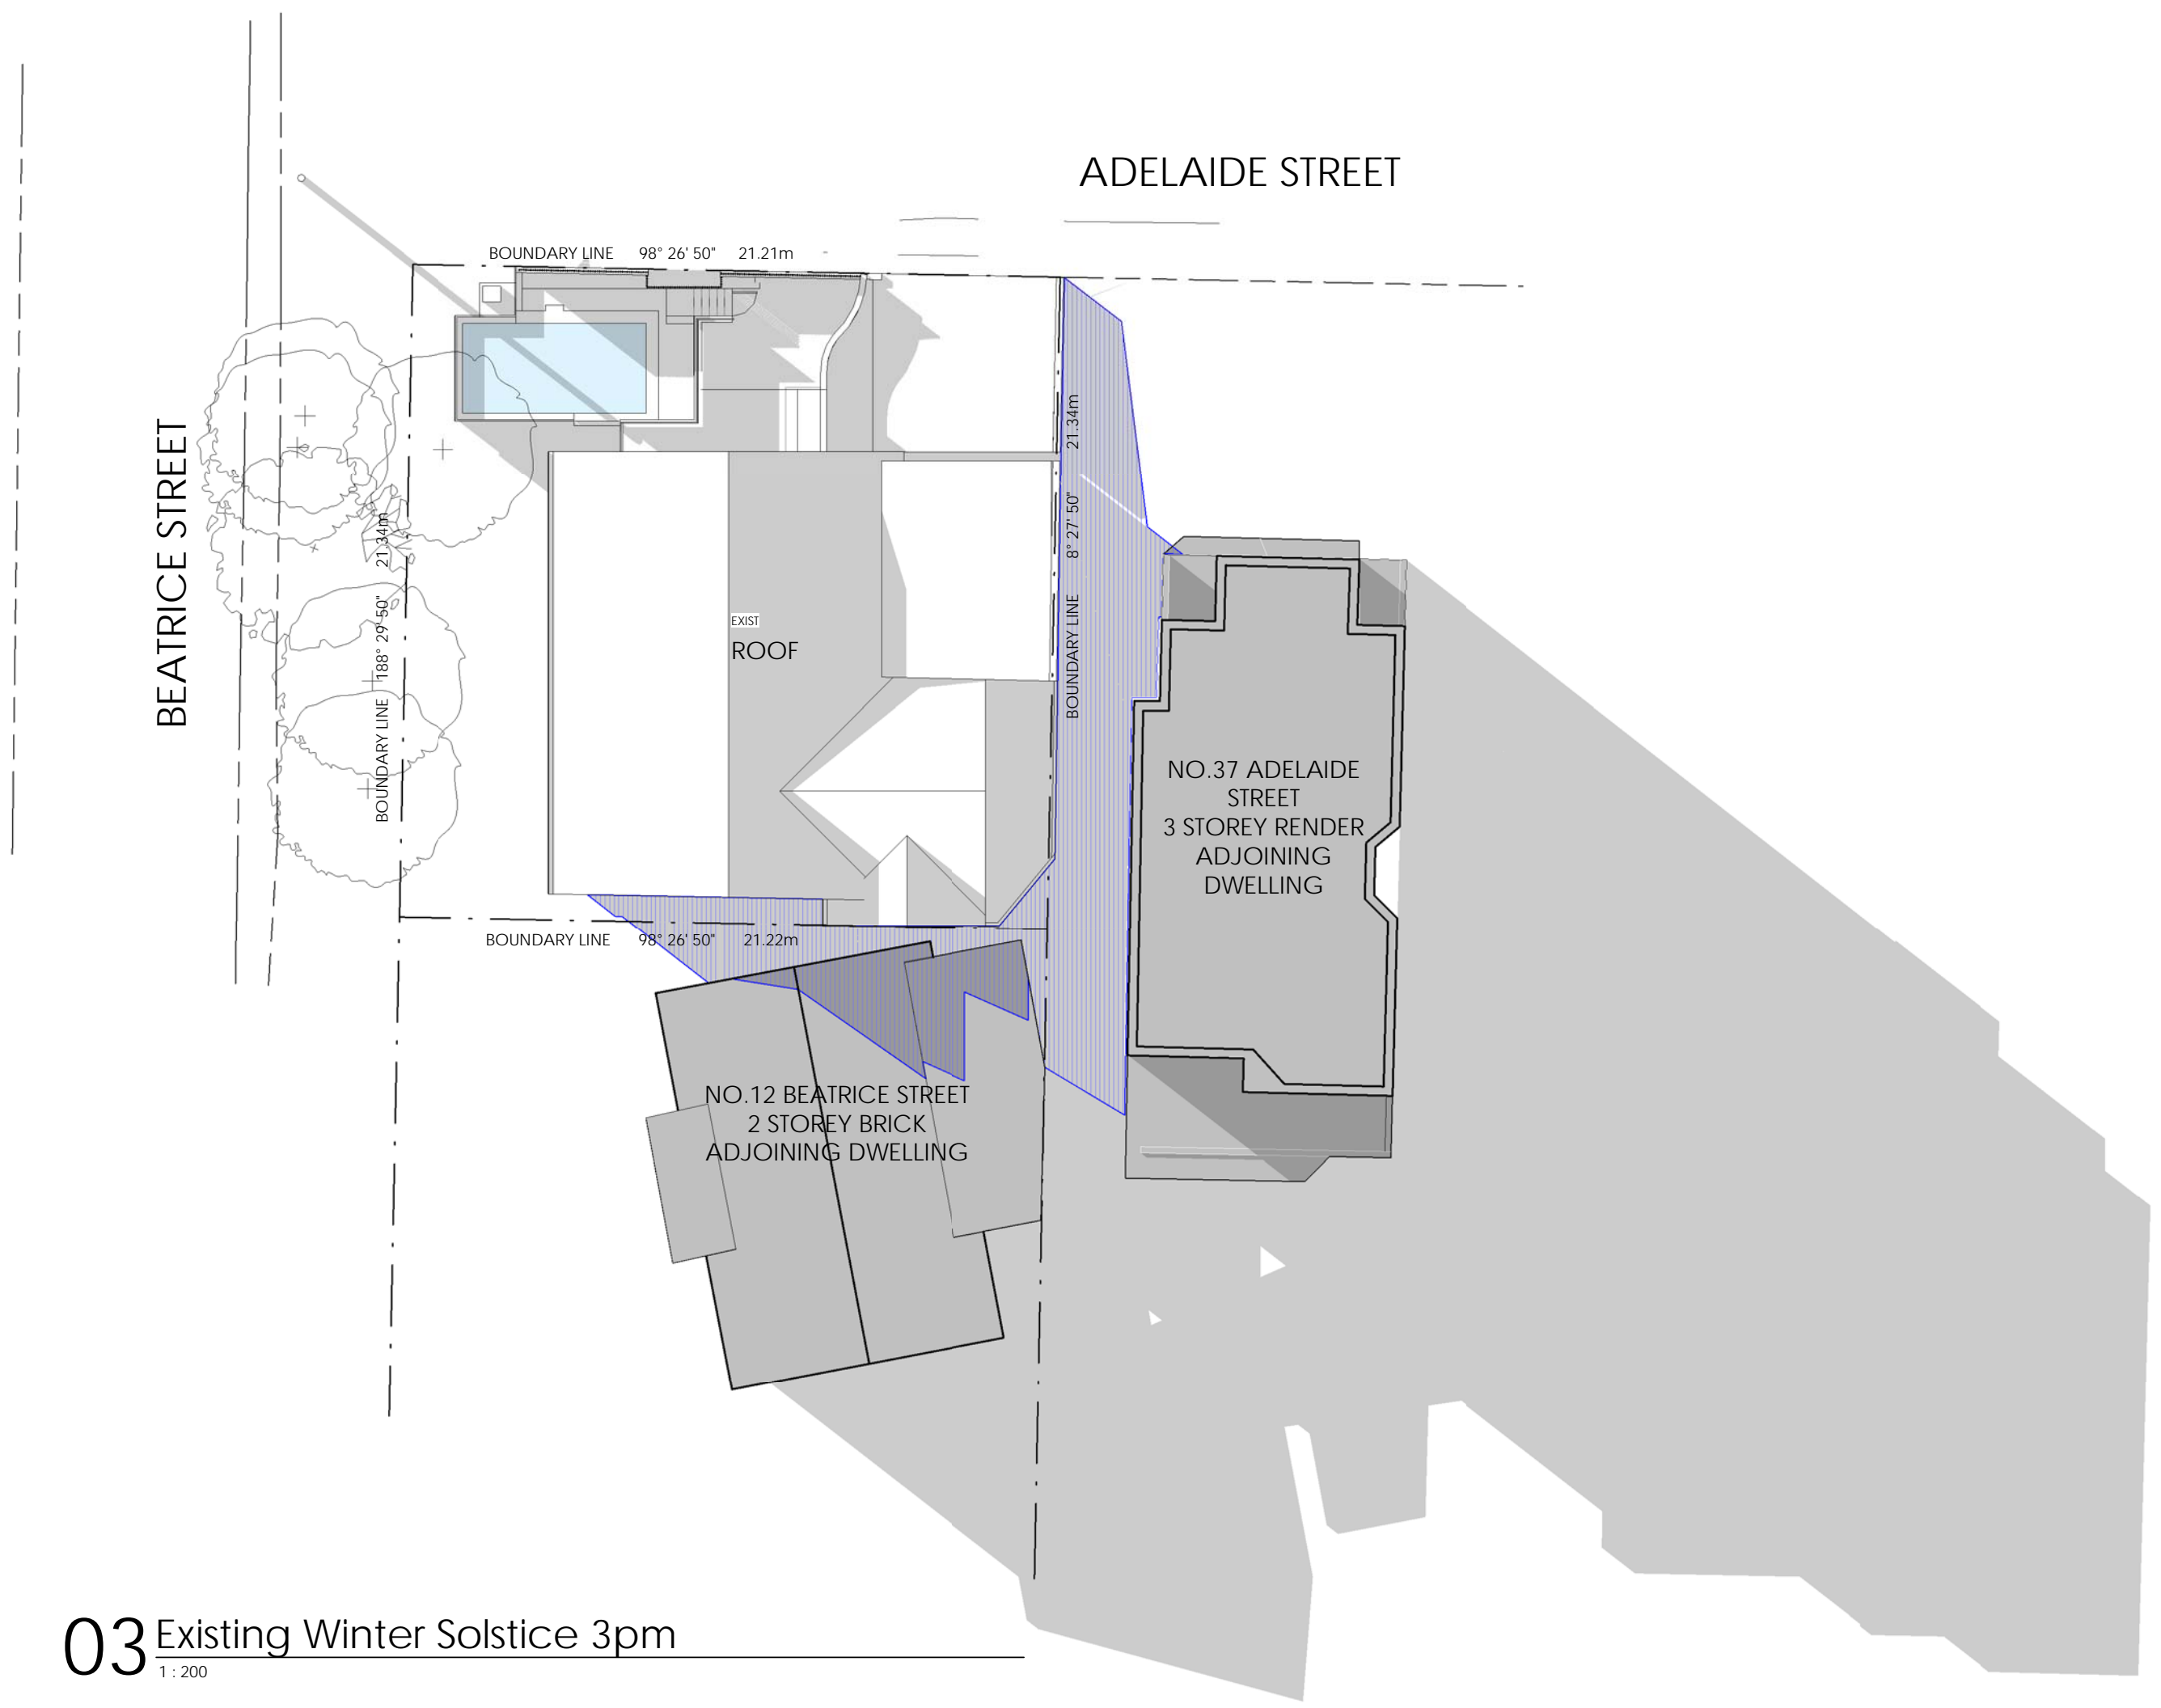 ADELAIDE STREET
BOUNDARY LINE 98° 26' 50" 21.21m
BEATRICE STREET
BOUNDARY LINE 188° 29' 50" 21.34m
EXIST
ROOF
BOUNDARY LINE 8° 27' 50" 21.34m
NO.37 ADELAIDE
STREET
3 STOREY RENDER
ADJOINING
DWELLING
BOUNDARY LINE 98° 26' 50" 21.22m
NO.12 BEATRICE STREET
2 STOREY BRICK
ADJOINING DWELLING
03 Existing Winter Solstice 3pm
1 : 200